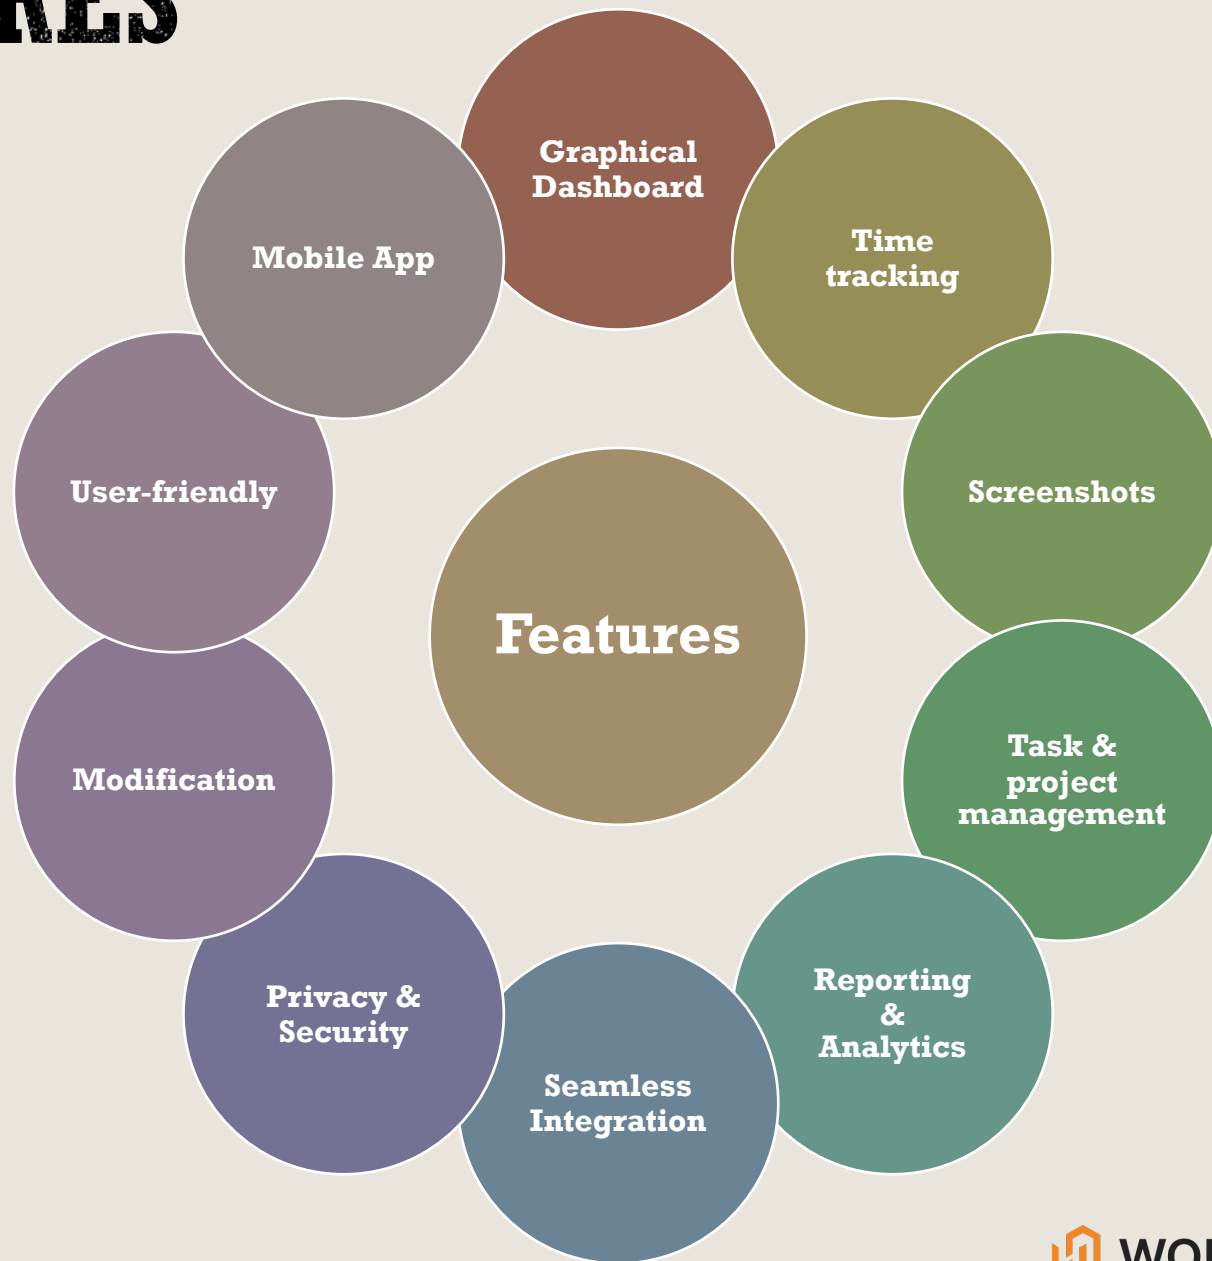 Graphical
Dashboard
Time
tracking
Screenshots
Task &
project
management
Reporting
&
Analytics
Seamless
Integration
Privacy &
Security
Modification
User-friendly
Mobile App
Features